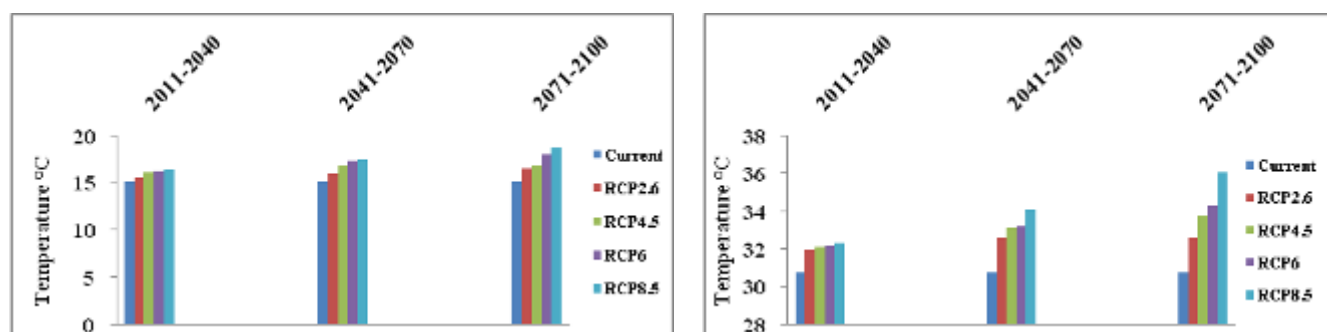 2011-2040
2041-2070
2071-2100
Temperature °C
20
15
10
5
0
Current
RCP2.6
RCP4.5
RCP6
RCP8.5
2011-2040
2041-2070
2071-2100
Temperature °C
38
36
34
32
30
28
Current
RCP2.6
RCP4.5
RCP6
RCP8.5